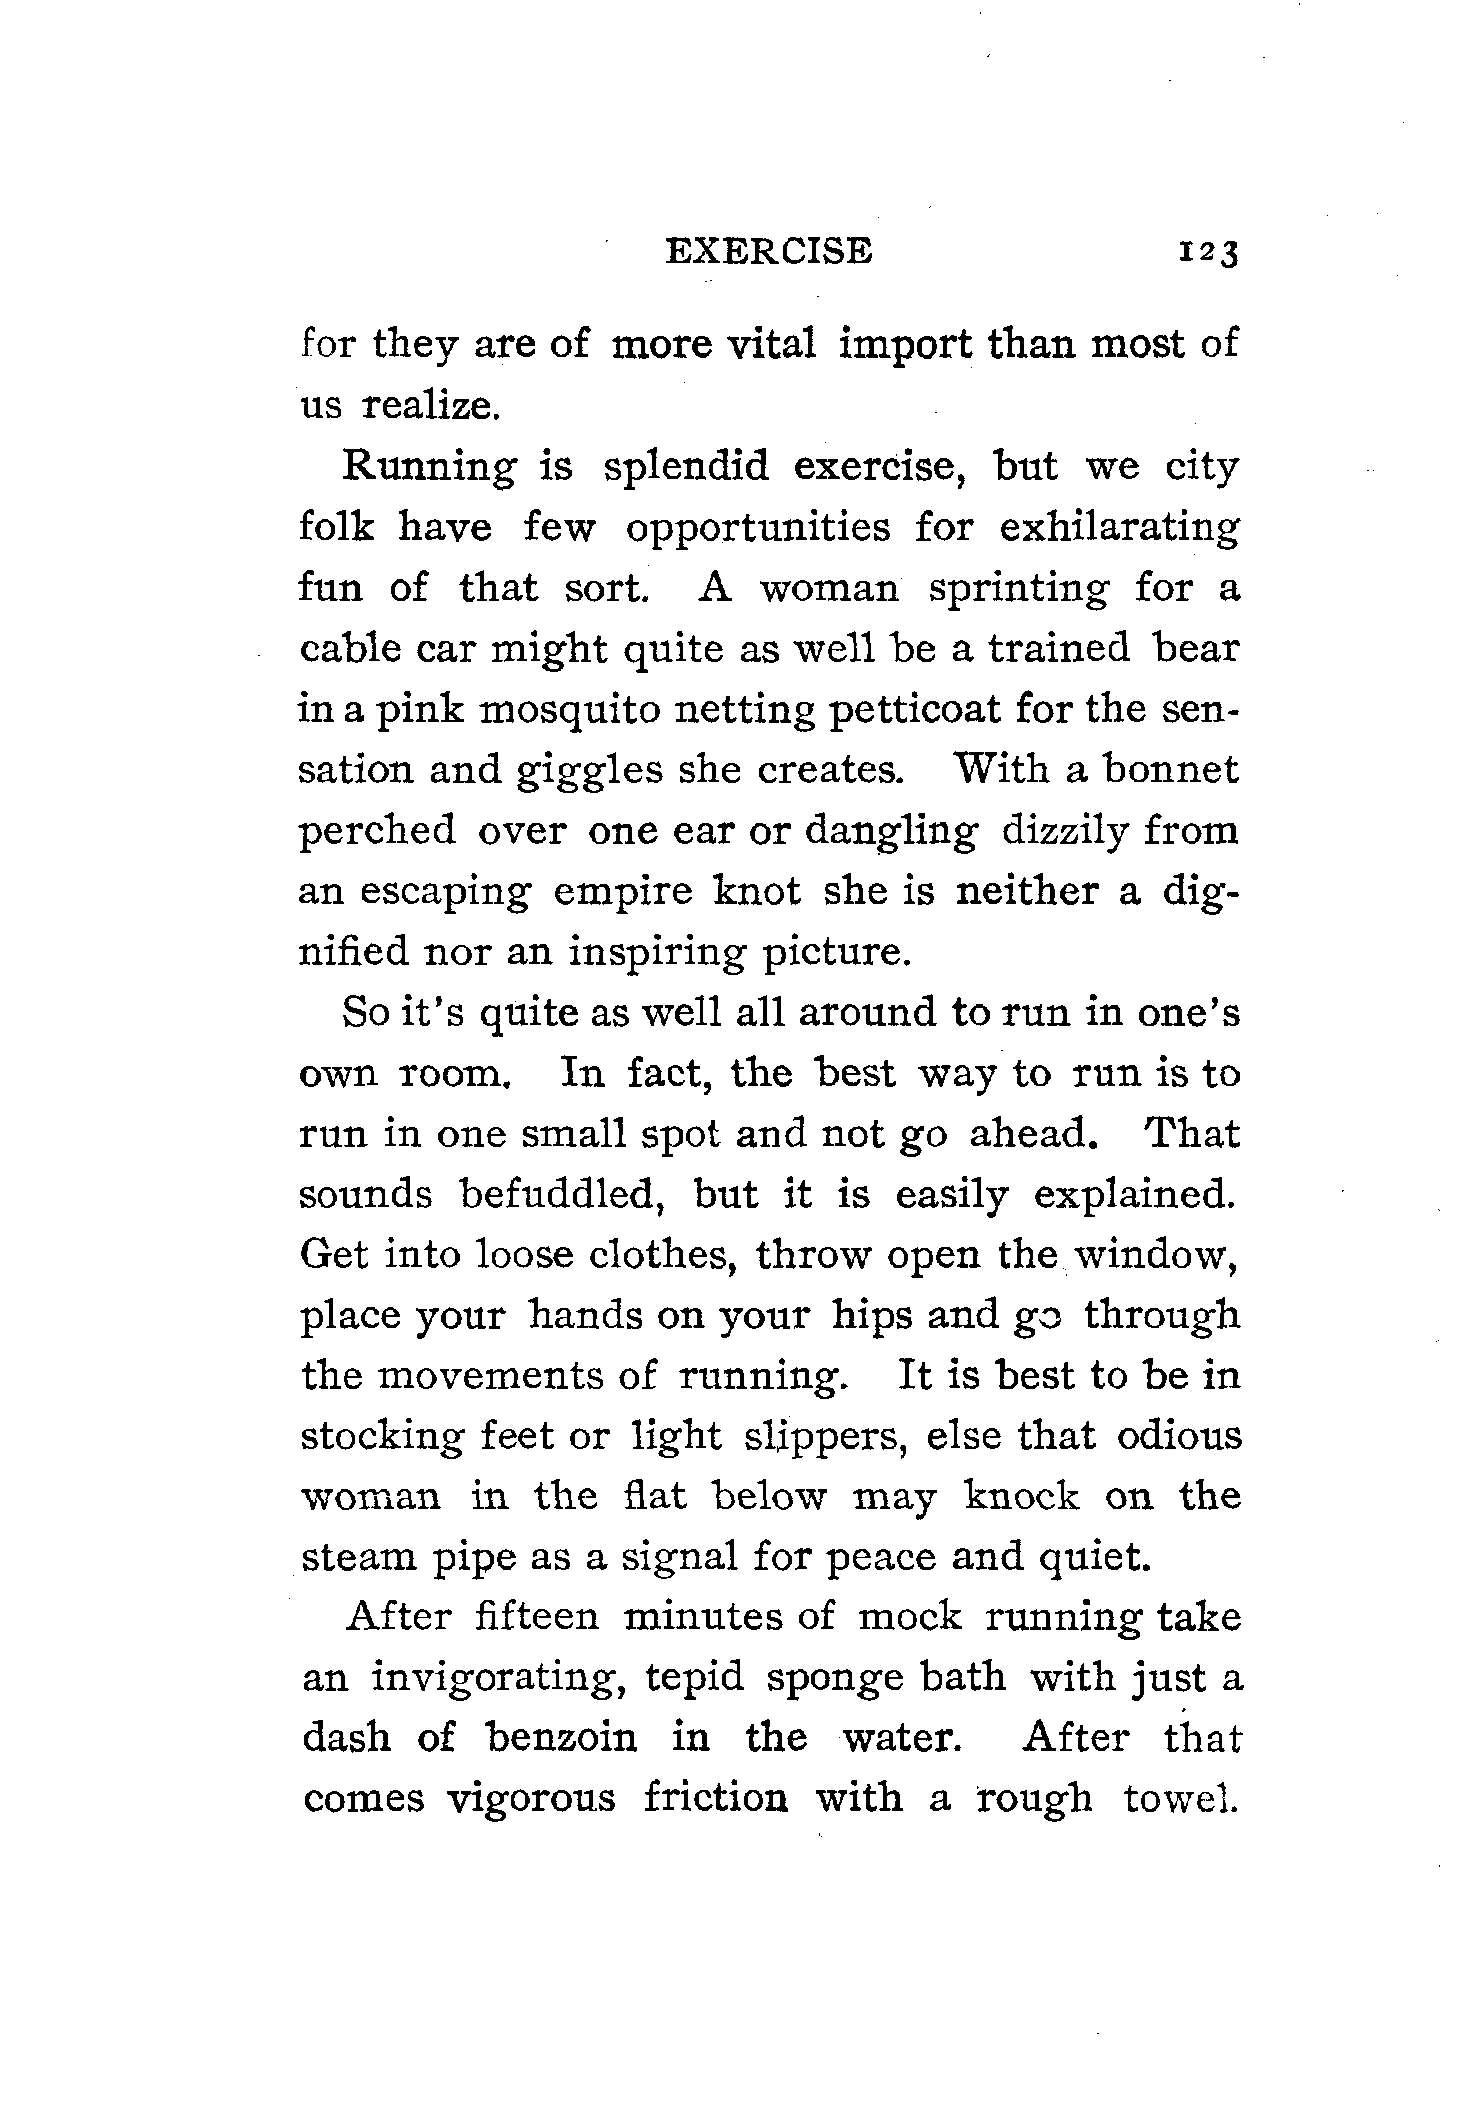 EXERCISE 123
for they are of more vital import than most of
us realize.
Running is splendid exercise, but we city
folk have few opportunities for exhilarating
fun of that sort. A woman sprinting for a
cable car might quite as well be a trained bear
in a pink mosquito netting petticoat for the sen-
sation and giggles she creates. With a bonnet
perched over one ear or dangling dizzily from
an escaping empire knot she is neither a dig-
nified nor an inspiring picture.
So it's quite as well all around to run in one's
own room. In fact, the best way to run is to
run in one small spot and not go ahead. That
sounds befuddled, but it is easily explained.
Get into loose clothes, throw open the window,
place your hands on your hips and go through
the movements of running. It is best to be in
stocking feet or light slippers, else that odious
woman in the flat below may knock on the
steam pipe as a signal for peace and quiet.
After fifteen minutes of mock running take
an invigorating, tepid sponge bath with just a
dash of benzoin in the water. After that
comes vigorous friction with a rough towel.